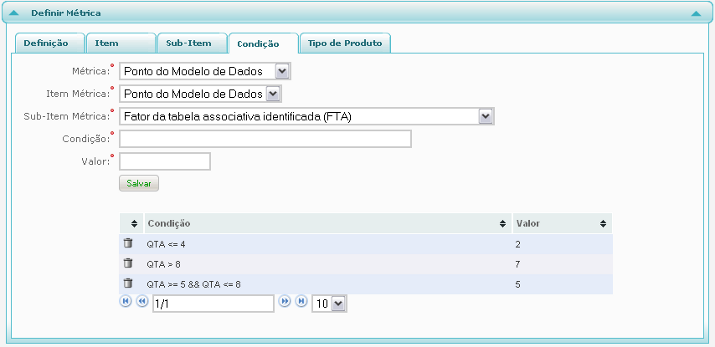 Definir Métrica
Definição Item Sub-Item Condição Tipo de Produto
Métrica:* Ponto do Modelo de Dados
Item Métrica:* Ponto do Modelo de Dados
Sub-Item Métrica:* Fator da tabela associativa identificada (FTA)
Condição:*
Valor:*
Salvar
Condição Valor
QTA <= 4 2
QTA > 8 7
QTA >= 5 && QTA <= 8 5
1/1 10